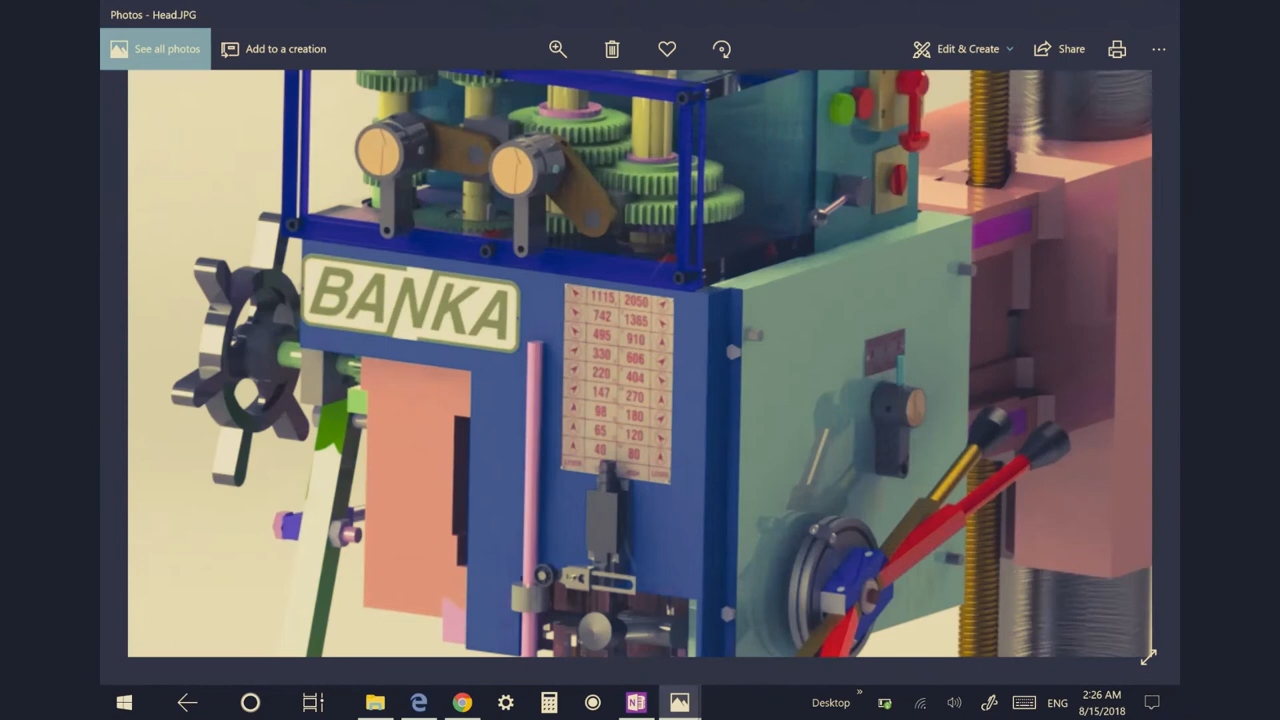 Photos - Head.JPG
See all photos
Add to a creation
Edit & Create
Share
BANKA
1115 2050
742 1365
495 910
330 606
220 404
147 270
98 180
65 120
40 80
Desktop
ENG
2:26 AM
8/15/2018